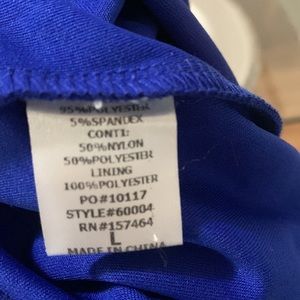 95%POLYESTER
5%SPANDEX
CONT1:
50%NYLON
50%POLYESTER
LINING
100%POLYESTER
PO#10117
STYLE#60004
RN#157464
L
MADE IN CHINA